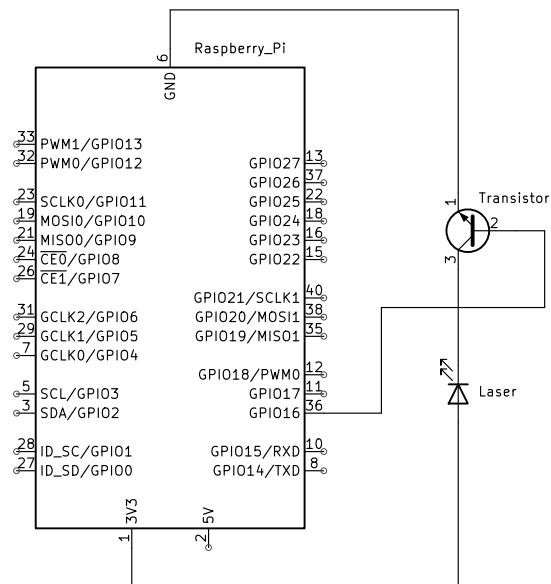 Raspberry_Pi
6
GND
33 PWM1/GPIO13
32 PWM0/GPIO12
GPIO27 13
GPIO26 37
23 SCLK0/GPIO11
GPIO25 22
19 MOSI0/GPIO10
GPIO24 18
21 MISO0/GPIO9
GPIO23 16
24 CE0/GPIO8
GPIO22 15
26 CE1/GPIO7
GPIO21/SCLK1 40
31 GCLK2/GPIO6
GPIO20/MOSI1 38
29 GCLK1/GPIO5
GPIO19/MISO1 35
7 GCLK0/GPIO4
GPIO18/PWM0 12
5 SCL/GPIO3
GPIO17 11
3 SDA/GPIO2
GPIO16 36
28 ID_SC/GPIO1
GPIO15/RXD 10
27 ID_SD/GPIO0
GPIO14/TXD 8
1 3V3
2 5V
1
Transistor
2
3
Laser